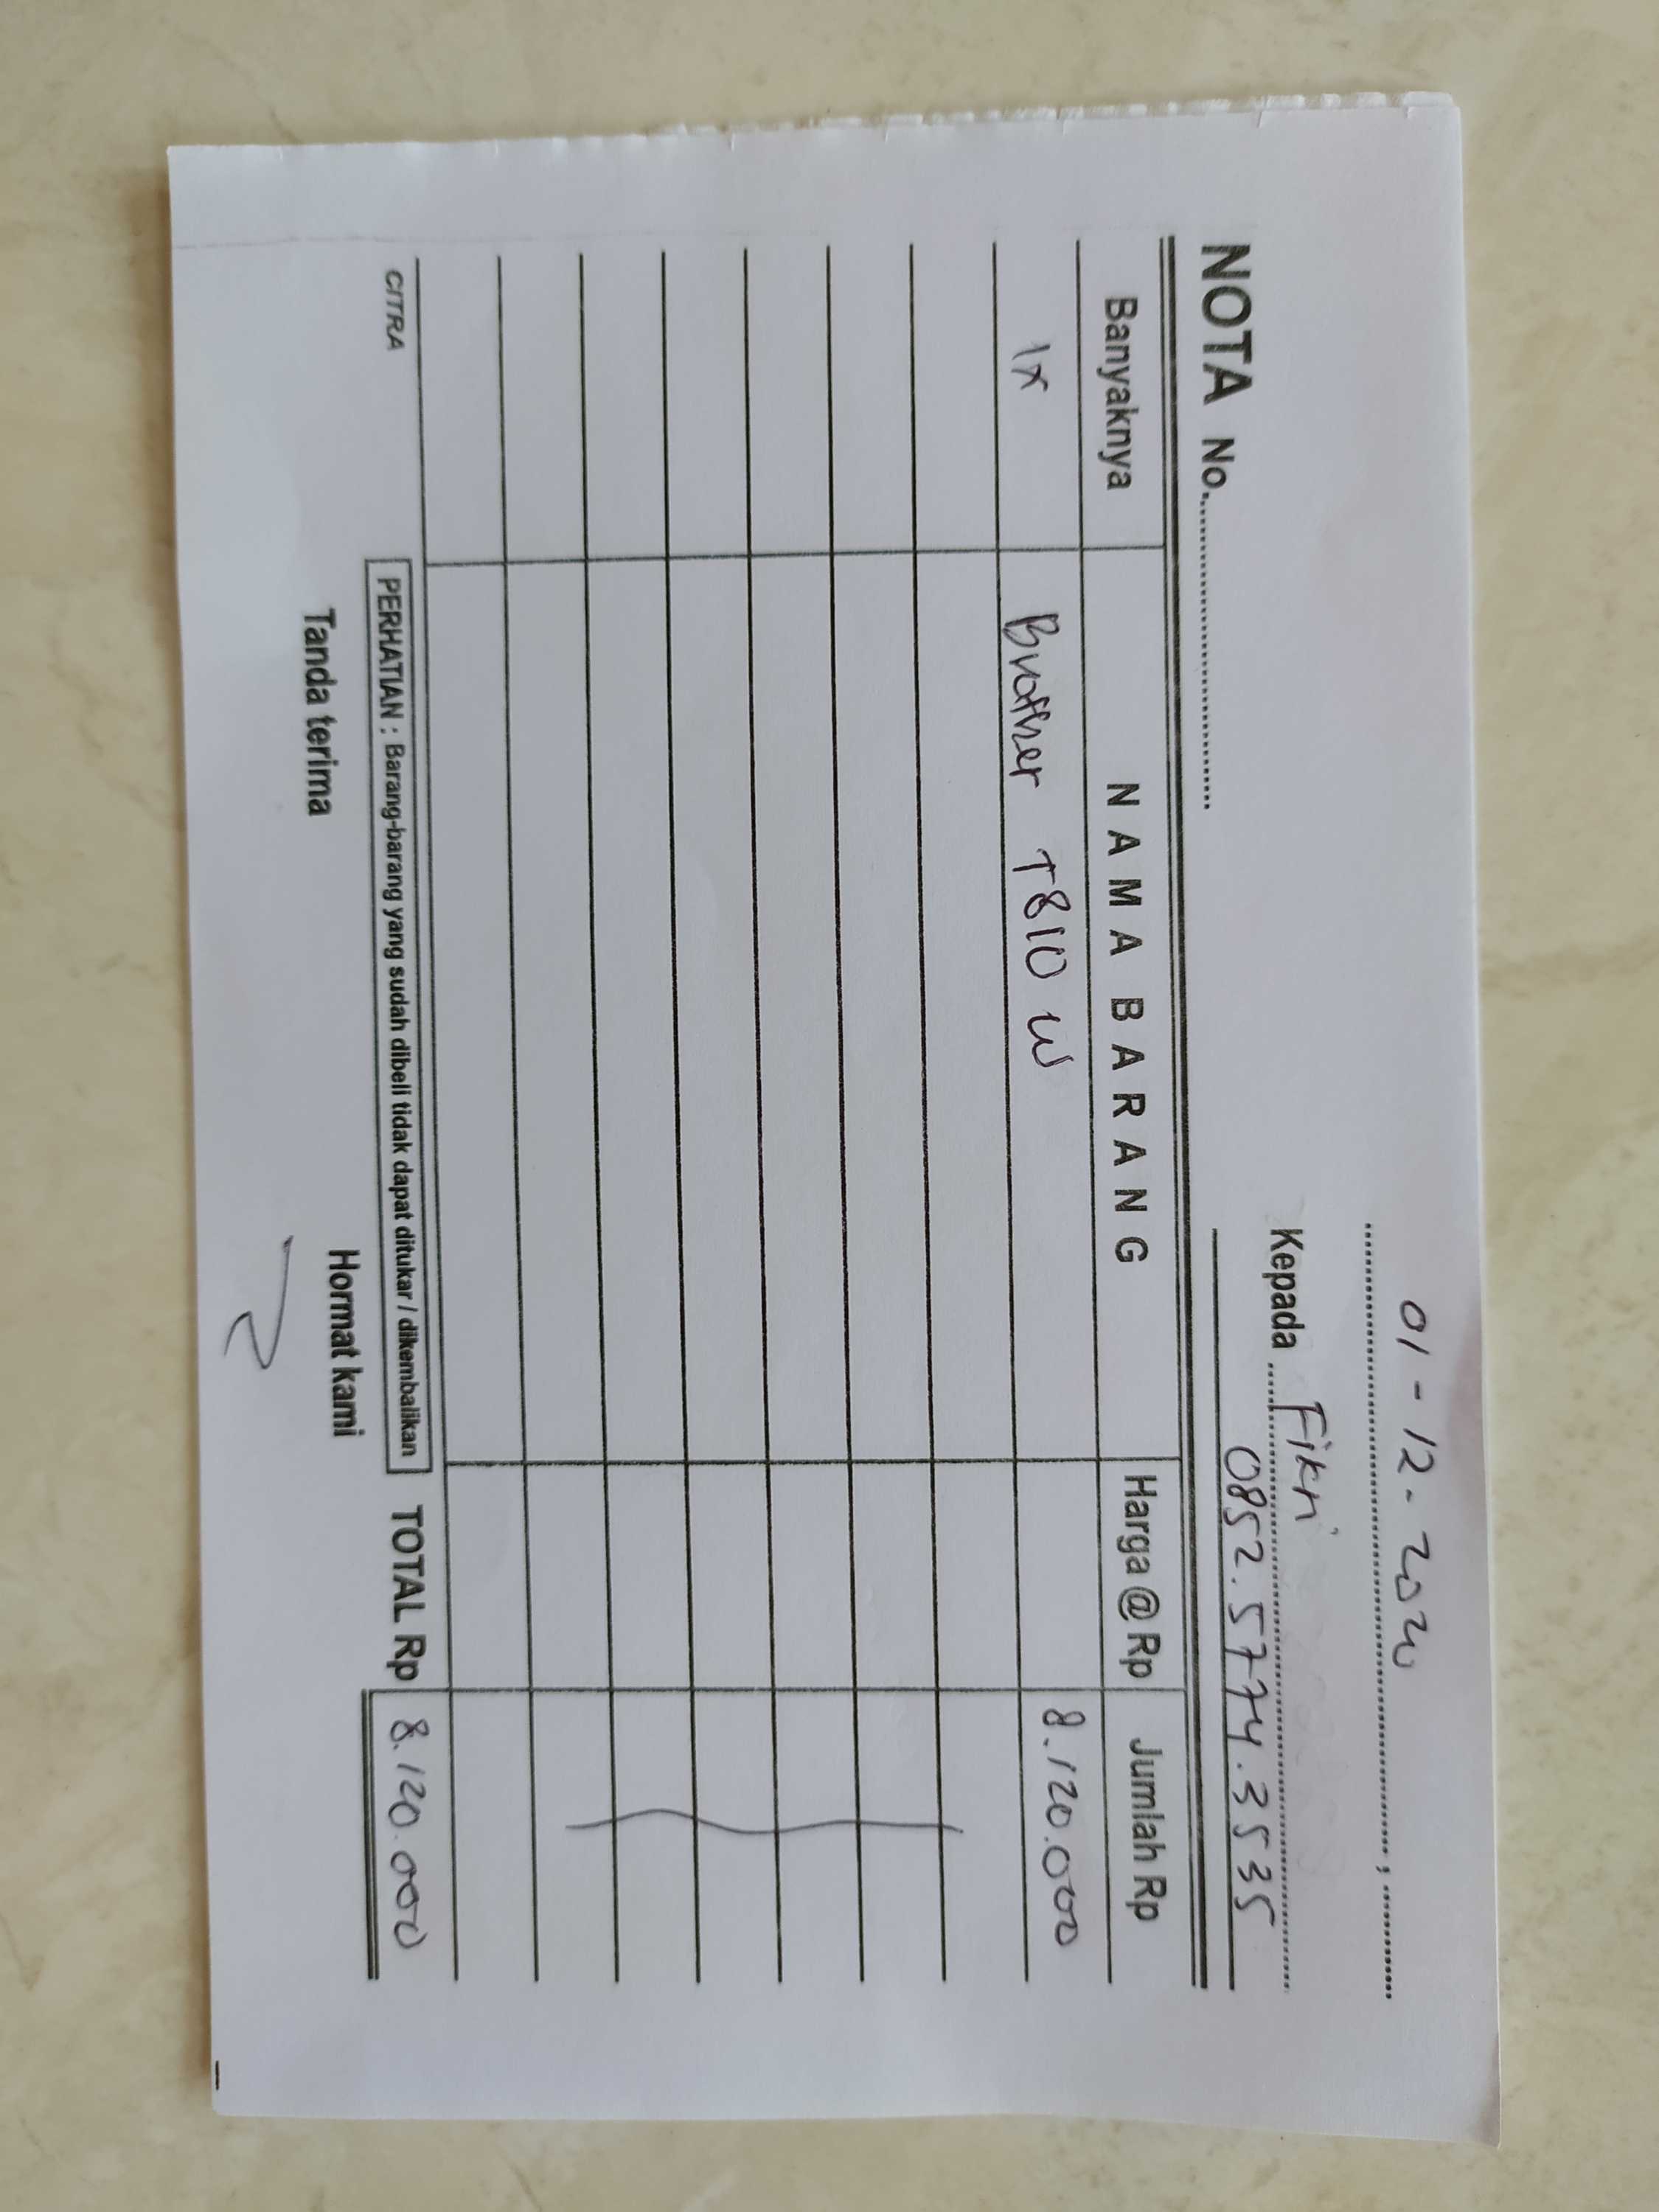 01-12-2020
Kepada Fikri
NOTA No.
0852.5774.3535
Banyaknya NAMA BARANG Harga @ Rp Jumlah Rp
1x Brother T810 W 8.120.000
CITRA PERHATIAN : Barang-barang yang sudah dibeli tidak dapat ditukar / dikembalikan TOTAL Rp 8.120.000
Tanda terima Hormat kami